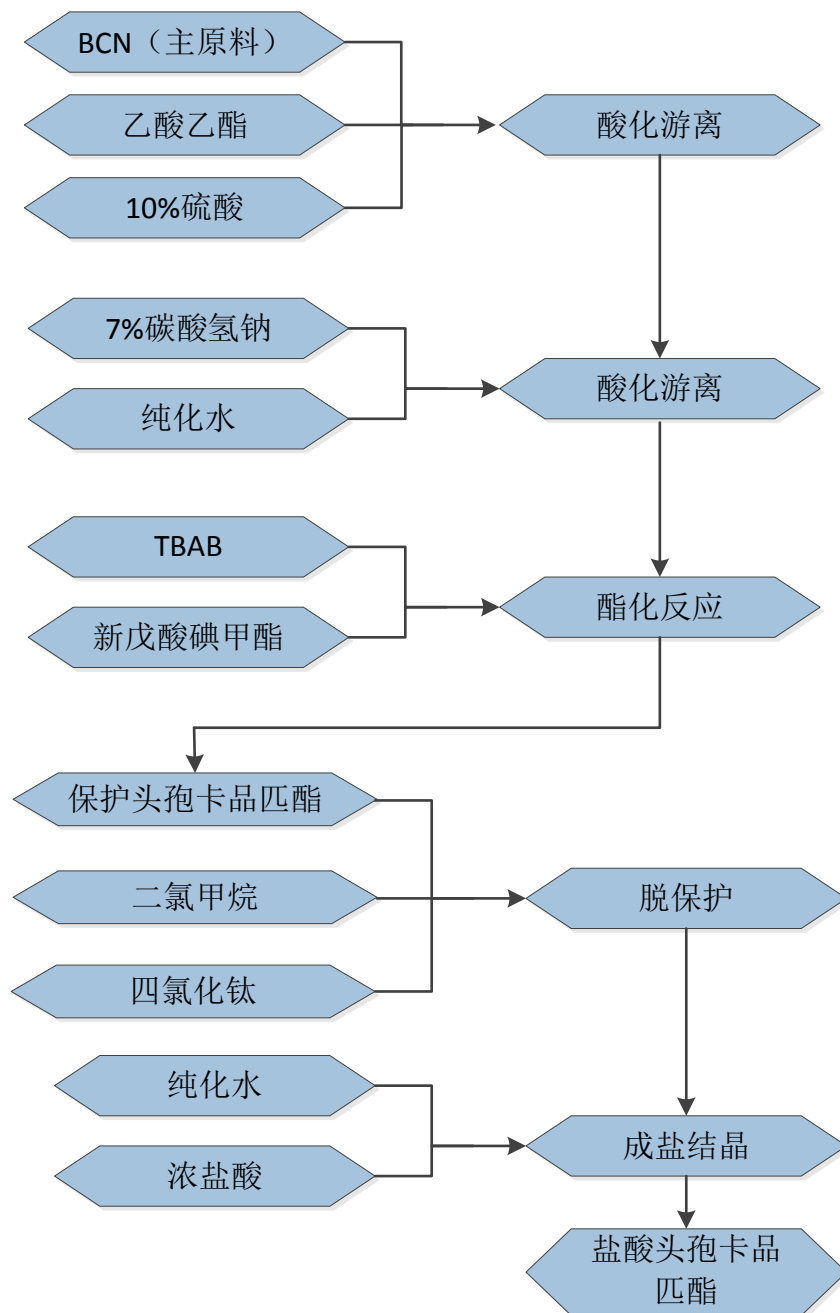 BCN（主原料）
乙酸乙酯
酸化游离
10%硫酸
7%碳酸氢钠
酸化游离
纯化水
TBAB
酯化反应
新戊酸碘甲酯
保护头孢卡品匹酯
二氯甲烷
脱保护
四氯化钛
纯化水
成盐结晶
浓盐酸
盐酸头孢卡品
匹酯